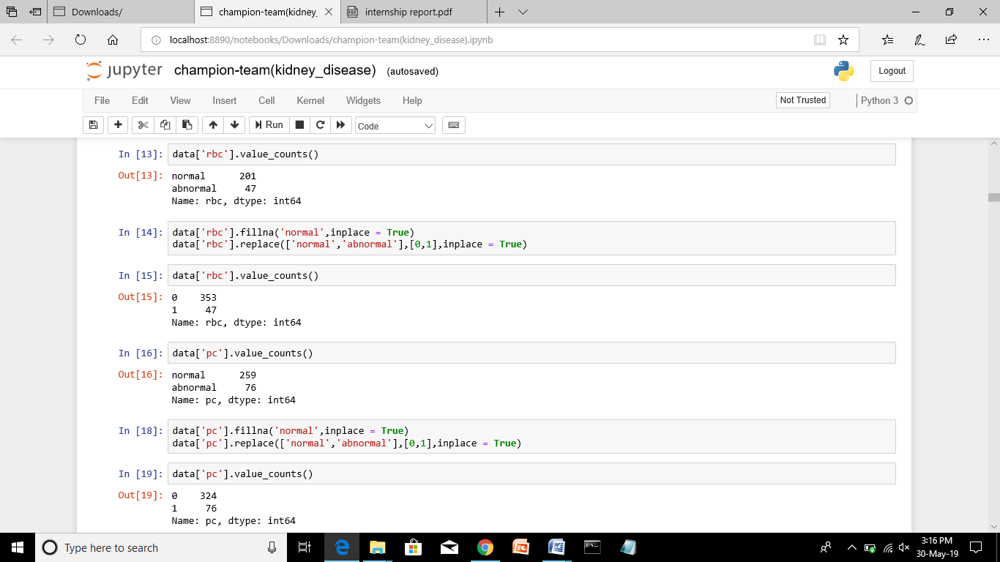 Downloads/
champion-team(kidney_
internship report.pdf
localhost:8890/notebooks/Downloads/champion-team(kidney_disease).ipynb
jupyter champion-team(kidney_disease) (autosaved)
Logout
File Edit View Insert Cell Kernel Widgets Help
Not Trusted
Python 3
Run
Code
In [13]: data['rbc'].value_counts()
Out[13]: normal      201
abnormal     47
Name: rbc, dtype: int64
In [14]: data['rbc'].fillna('normal',inplace = True)
data['rbc'].replace(['normal','abnormal'],[0,1],inplace = True)
In [15]: data['rbc'].value_counts()
Out[15]: 0    353
1     47
Name: rbc, dtype: int64
In [16]: data['pc'].value_counts()
Out[16]: normal      259
abnormal     76
Name: pc, dtype: int64
In [18]: data['pc'].fillna('normal',inplace = True)
data['pc'].replace(['normal','abnormal'],[0,1],inplace = True)
In [19]: data['pc'].value_counts()
Out[19]: 0    324
1     76
Name: pc, dtype: int64
Type here to search
3:16 PM
30-May-19